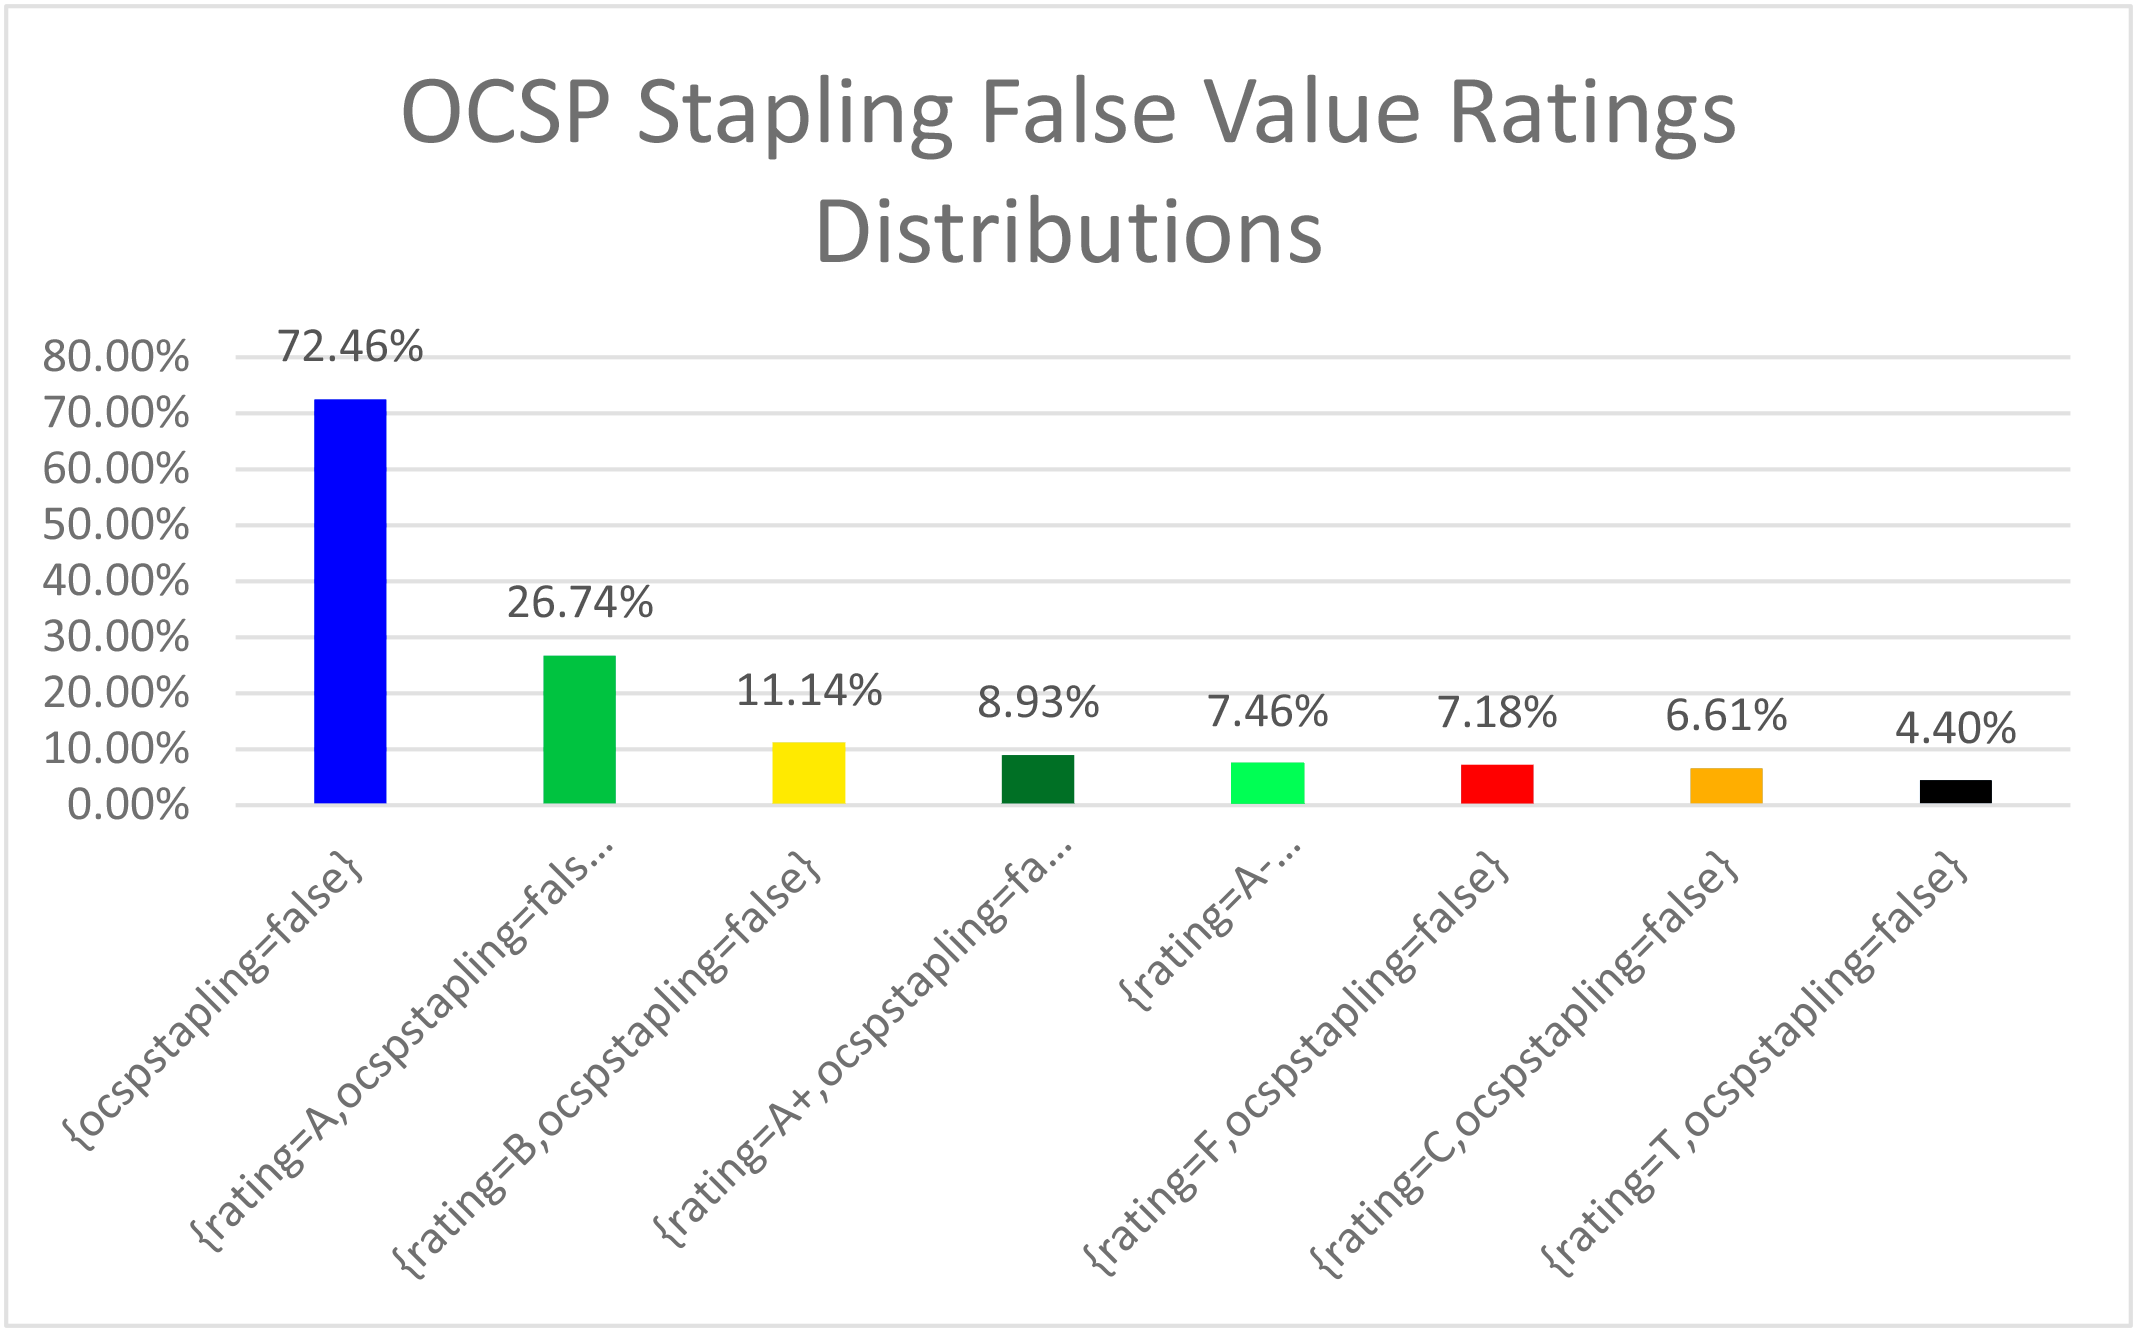 OCSP Stapling False Value Ratings
Distributions
80.00%
70.00%
60.00%
50.00%
40.00%
30.00%
20.00%
10.00%
0.00%
72.46%
26.74%
11.14%
8.93%
7.46%
7.18%
6.61%
4.40%
{ocspstapling=false}
{rating=A,ocspstapling=fals...
{rating=B,ocspstapling=false}
{rating=A+,ocspstapling=fa...
{rating=A-...
{rating=F,ocspstapling=false}
{rating=C,ocspstapling=false}
{rating=T,ocspstapling=false}